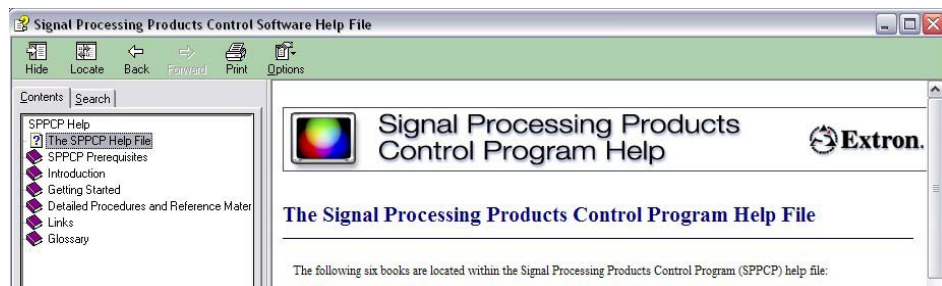 Signal Processing Products Control Software Help File
Hide Locate Back Forward Print Options
Contents Search
SPPCP Help
The SPPCP Help File
SPPCP Prerequisites
Introduction
Getting Started
Detailed Procedures and Reference Mater
Links
Glossary
Signal Processing Products
Control Program Help
Extron.
The Signal Processing Products Control Program Help File
The following six books are located within the Signal Processing Products Control Program (SPPCP) help file: